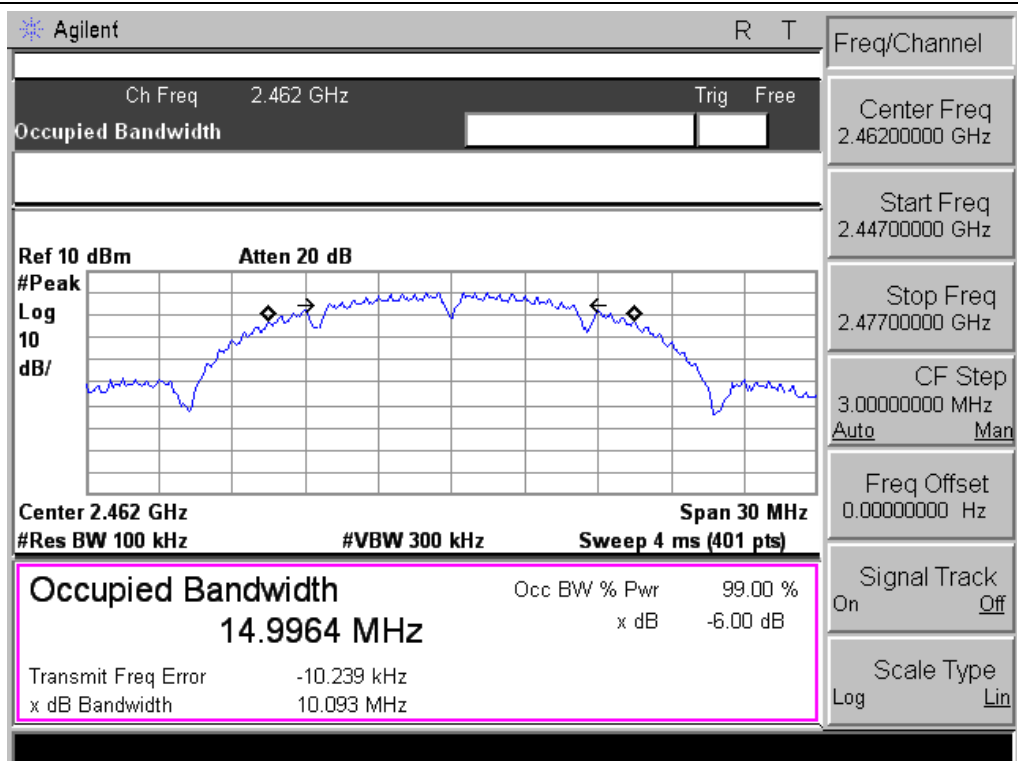 Agilent R T
Ch Freq 2.462 GHz Trig Free
Occupied Bandwidth
Ref 10 dBm Atten 20 dB
#Peak
Log
10
dB/
Center 2.462 GHz Span 30 MHz
#Res BW 100 kHz #VBW 300 kHz Sweep 4 ms (401 pts)
Occupied Bandwidth Occ BW % Pwr 99.00 %
14.9964 MHz x dB -6.00 dB
Transmit Freq Error -10.239 kHz
x dB Bandwidth 10.093 MHz
Freq/Channel
Center Freq
2.46200000 GHz
Start Freq
2.44700000 GHz
Stop Freq
2.47700000 GHz
CF Step
3.00000000 MHz
Auto Man
Freq Offset
0.00000000 Hz
Signal Track
On Off
Scale Type
Log Lin